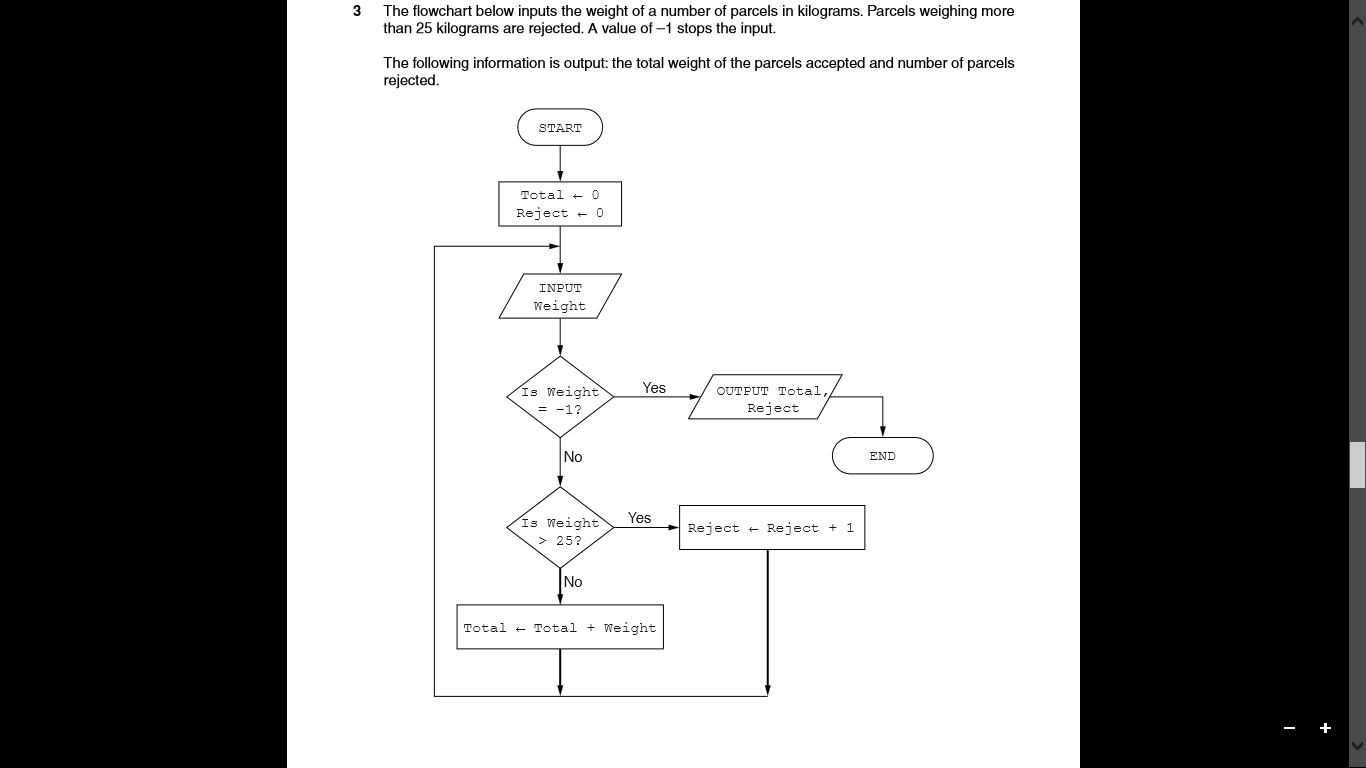 3 The flowchart below inputs the weight of a number of parcels in kilograms. Parcels weighing more
than 25 kilograms are rejected. A value of –1 stops the input.
The following information is output: the total weight of the parcels accepted and number of parcels
rejected.
START
Total ← 0
Reject ← 0
INPUT
Weight
Is Weight
= –1?
Yes
OUTPUT Total,
Reject
END
No
Is Weight
> 25?
Yes
Reject ← Reject + 1
No
Total ← Total + Weight